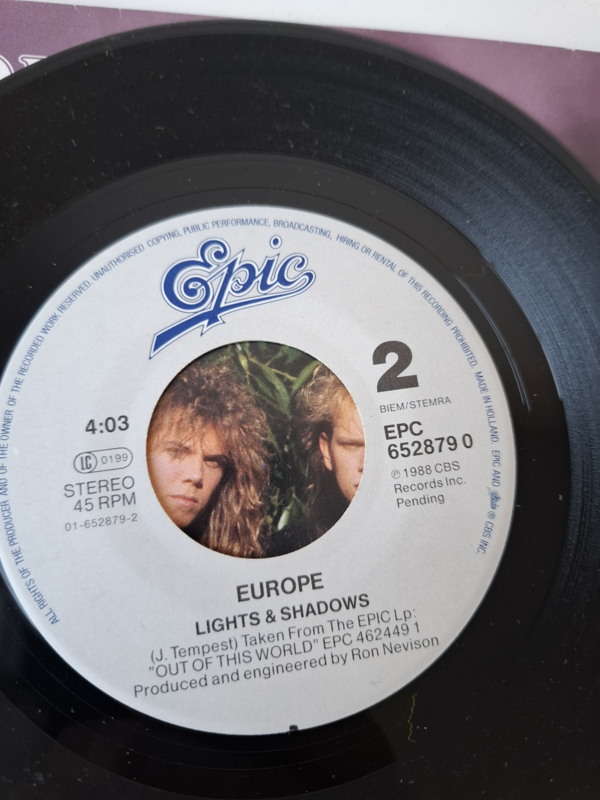 ALL RIGHTS OF THE PRODUCER AND OF THE OWNER OF THE RECORDED WORK RESERVED. UNAUTHORISED COPYING, PUBLIC PERFORMANCE, BROADCASTING, HIRING OR RENTAL OF THIS RECORDING PROHIBITED. MADE IN HOLLAND. EPIC AND ® CBS INC.
Epic
2
BIEM/STEMRA
4:03
EPC
652879 0
LC 0199
℗ 1988 CBS
Records Inc.
Pending
STEREO
45 RPM
01-652879-2
EUROPE
LIGHTS & SHADOWS
(J. Tempest) Taken From The EPIC Lp:
"OUT OF THIS WORLD" EPC 462449 1
Produced and engineered by Ron Nevison